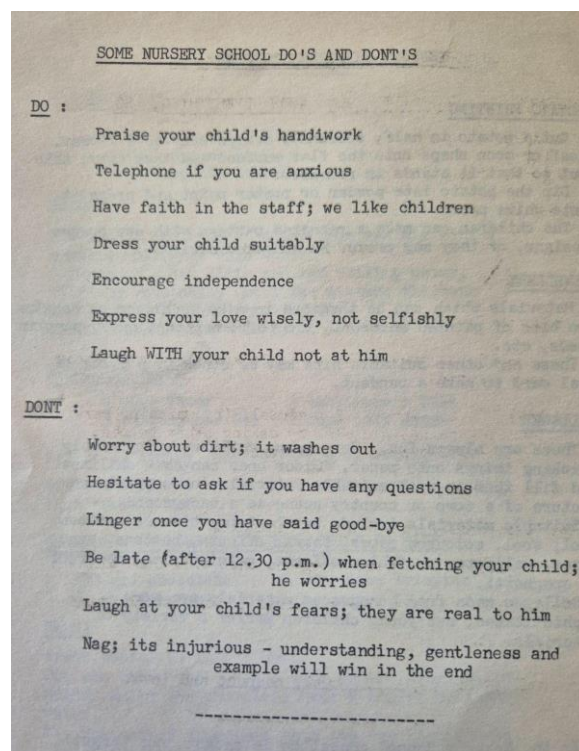 SOME NURSERY SCHOOL DO'S AND DONT'S
DO :
Praise your child's handiwork
Telephone if you are anxious
Have faith in the staff; we like children
Dress your child suitably
Encourage independence
Express your love wisely, not selfishly
Laugh WITH your child not at him
DONT :
Worry about dirt; it washes out
Hesitate to ask if you have any questions
Linger once you have said good-bye
Be late (after 12.30 p.m.) when fetching your child;
he worries
Laugh at your child's fears; they are real to him
Nag; its injurious - understanding, gentleness and
example will win in the end